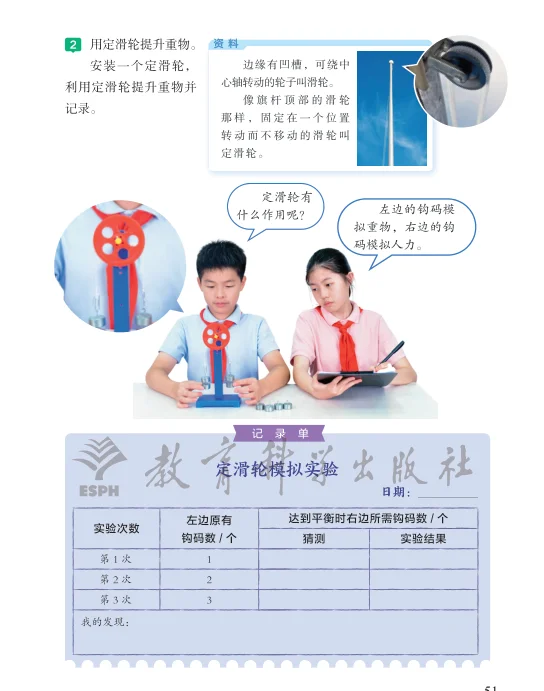 2 用定滑轮提升重物。
安装一个定滑轮，
利用定滑轮提升重物并
记录。
资料
边缘有凹槽，可绕中
心轴转动的轮子叫滑轮。
像旗杆顶部的滑轮
那样，固定在一个位置
转动而不移动的滑轮叫
定滑轮。
定滑轮有
什么作用呢？
左边的钩码模
拟重物，右边的钩
码模拟人力。
记录单
教育科学出版社
ESPH
定滑轮模拟实验
日期：
实验次数 左边原有钩码数 / 个 达到平衡时右边所需钩码数 / 个
猜测 实验结果
第 1 次 1
第 2 次 2
第 3 次 3
我的发现：
51